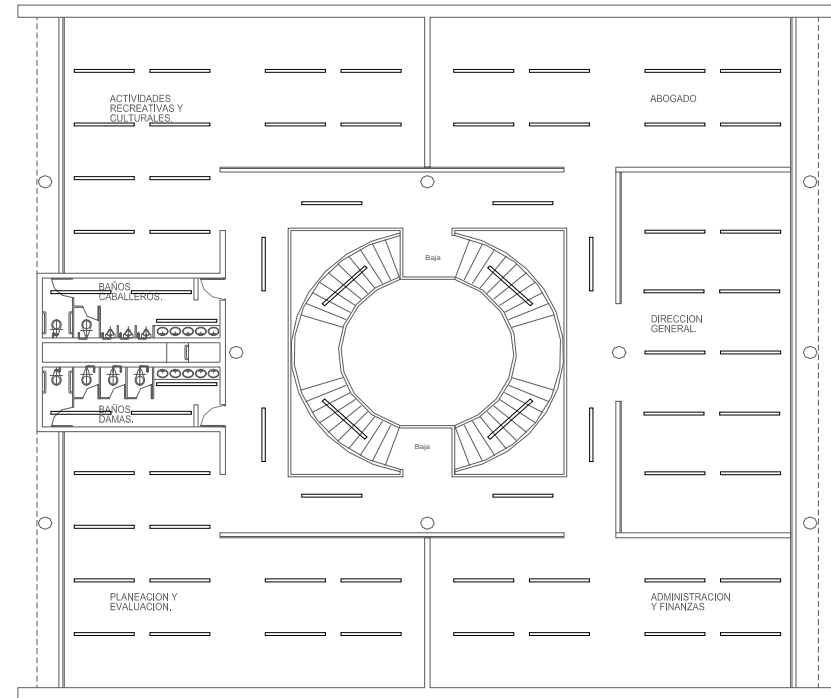 ACTIVIDADES
RECREATIVAS Y
CULTURALES.
ABOGADO
Baja
BAÑOS
CABALLEROS.
DIRECCION
GENERAL.
BAÑOS
DAMAS.
Baja
PLANEACION Y
EVALUACION.
ADMINISTRACION
Y FINANZAS